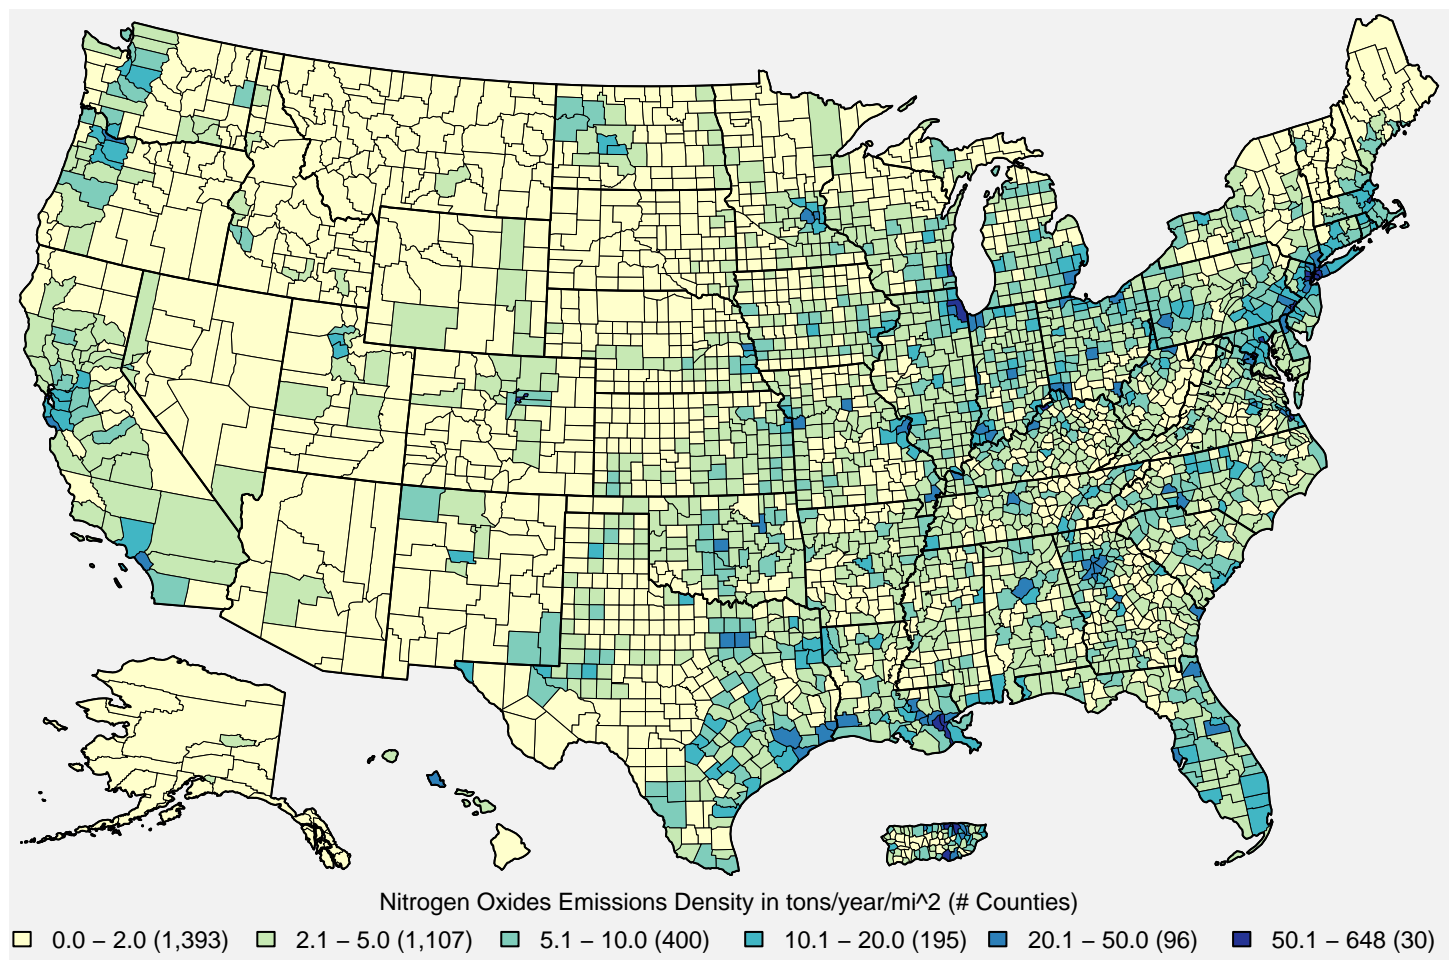 Nitrogen Oxides Emissions Density in tons/year/mi^2 (# Counties)
0.0 − 2.0 (1,393) 2.1 − 5.0 (1,107) 5.1 − 10.0 (400) 10.1 − 20.0 (195) 20.1 − 50.0 (96) 50.1 − 648 (30)